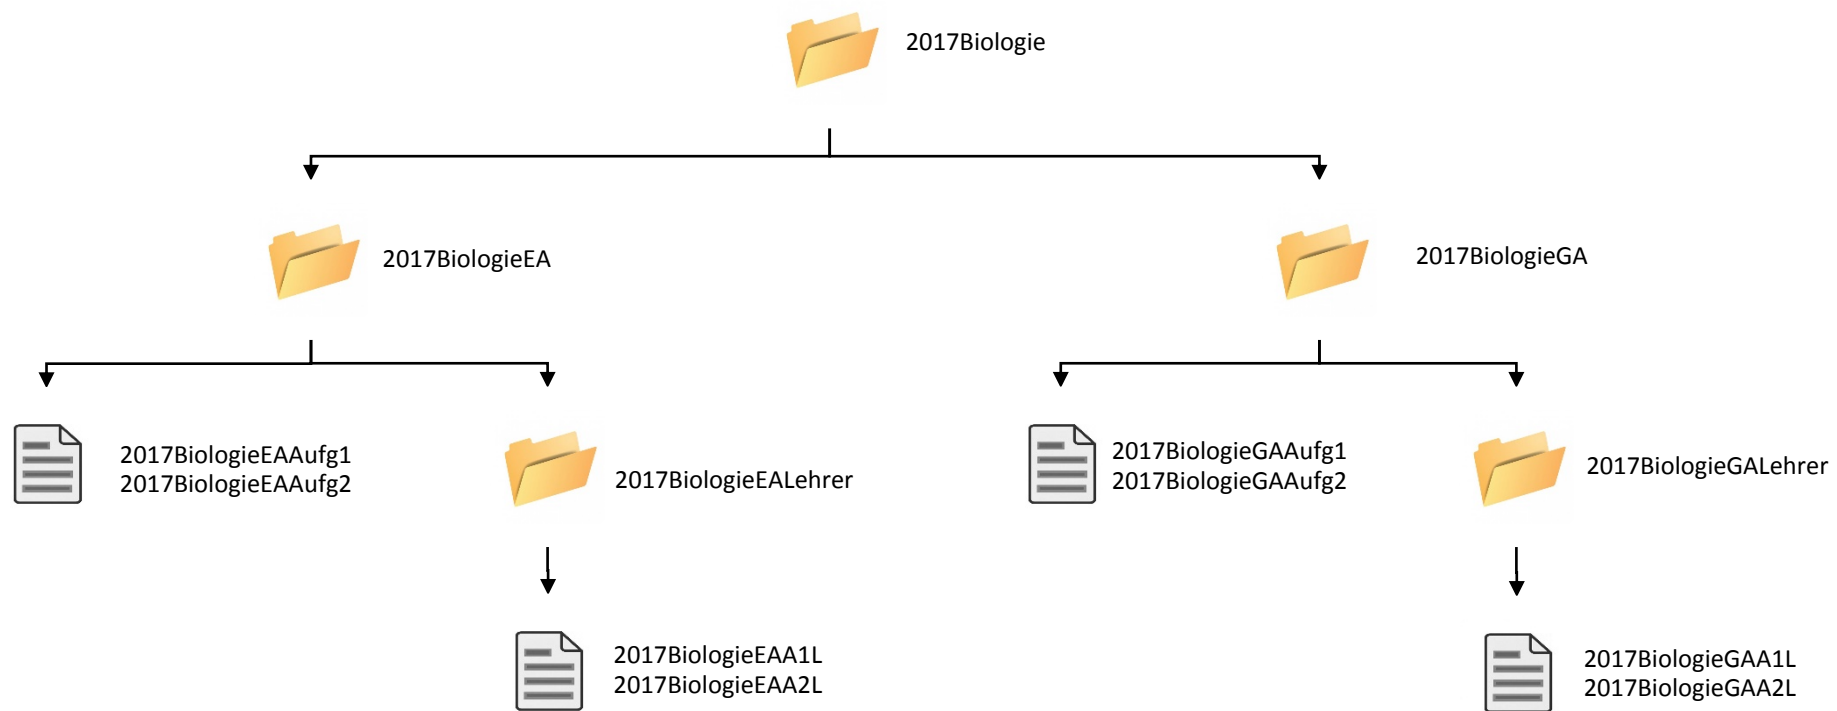 2017Biologie
2017BiologieEA
2017BiologieGA
2017BiologieEAAufg1
2017BiologieEAAufg2
2017BiologieEALehrer
2017BiologieGAAufg1
2017BiologieGAAufg2
2017BiologieGALehrer
2017BiologieEAA1L
2017BiologieEAA2L
2017BiologieGAA1L
2017BiologieGAA2L